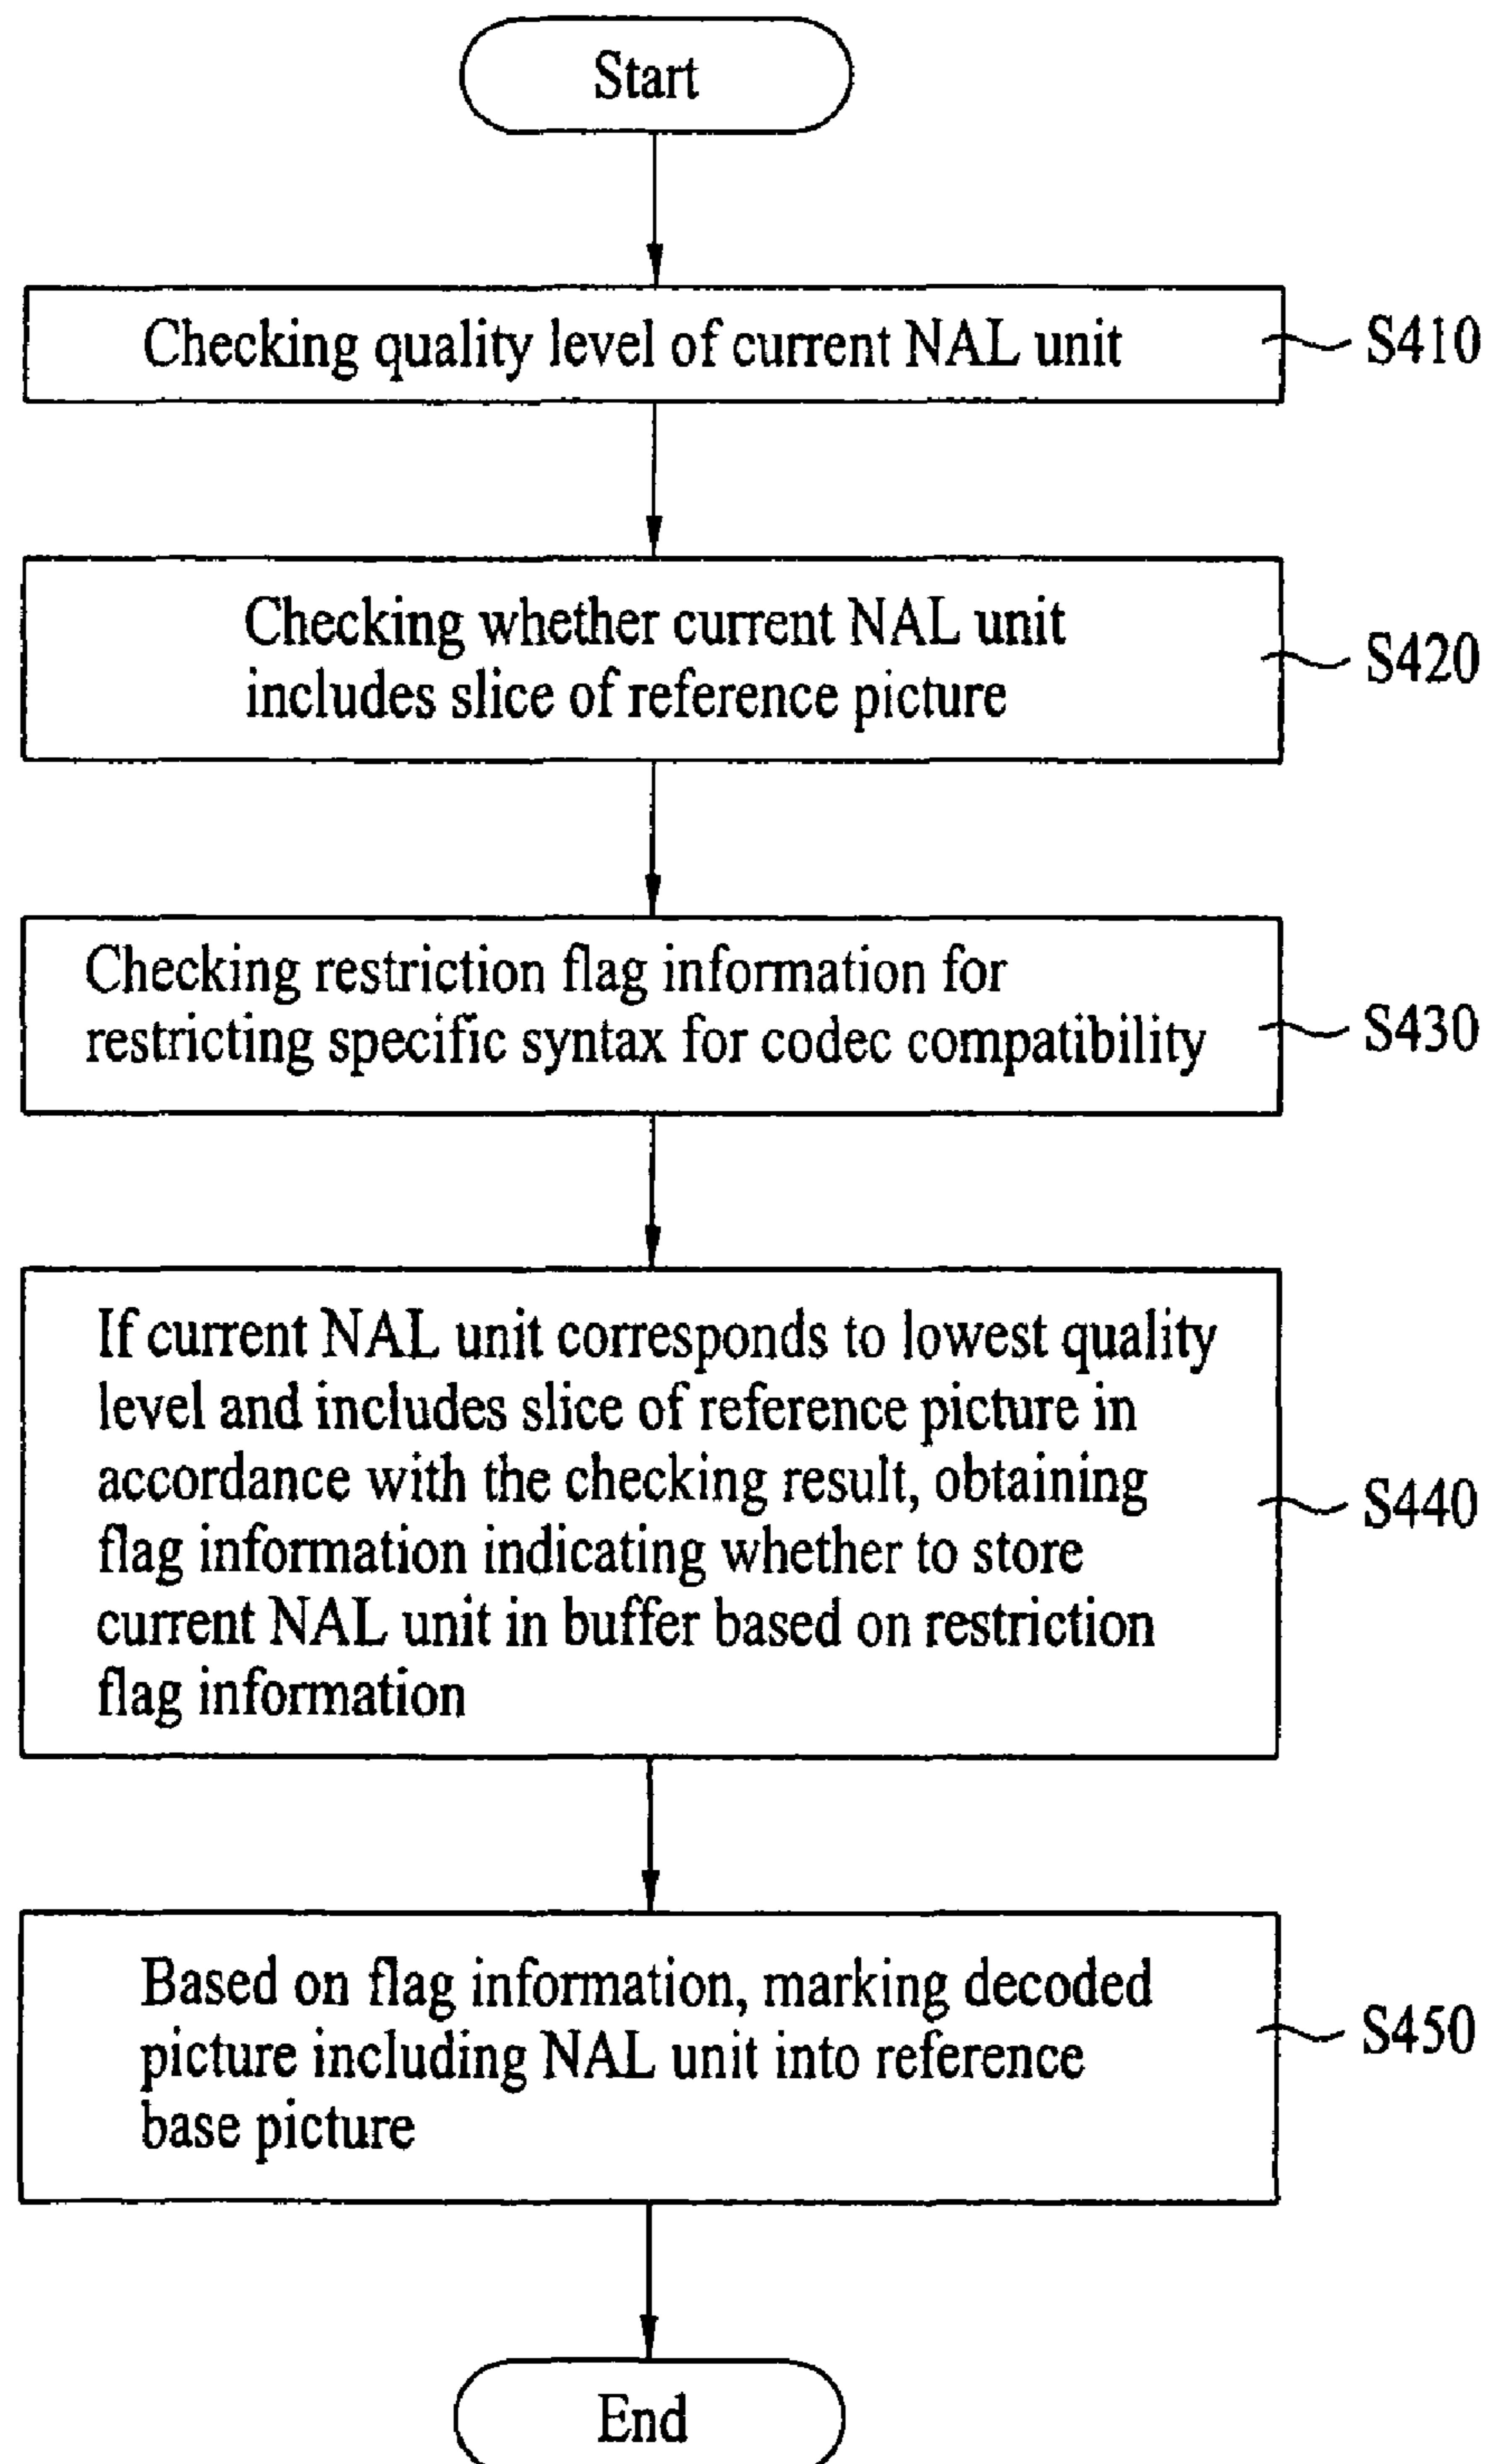 Start
Checking quality level of current NAL unit
S410
Checking whether current NAL unit
includes slice of reference picture
S420
Checking restriction flag information for
restricting specific syntax for codec compatibility
S430
If current NAL unit corresponds to lowest quality
level and includes slice of reference picture in
accordance with the checking result, obtaining
flag information indicating whether to store
current NAL unit in buffer based on restriction
flag information
S440
Based on flag information, marking decoded
picture including NAL unit into reference
base picture
S450
End